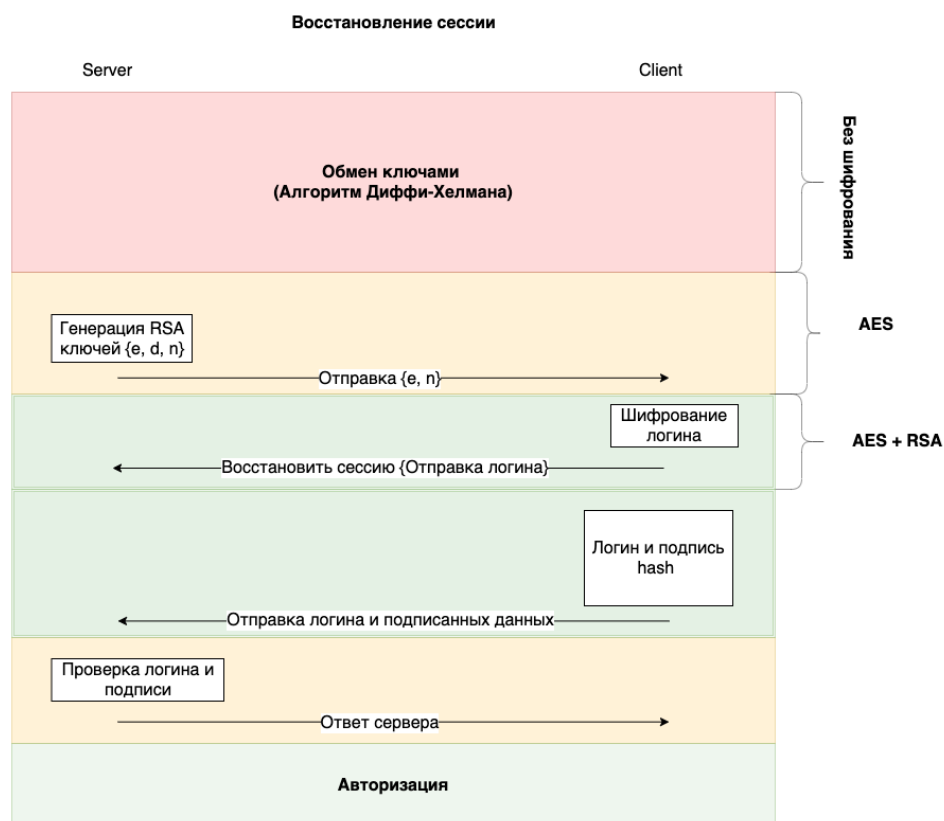 Восстановление сессии
Server
Client
Обмен ключами
(Алгоритм Диффи-Хелмана)
Без шифрования
Генерация RSA
ключей {e, d, n}
AES
Отправка {e, n}
Шифрование
логина
AES + RSA
Восстановить сессию {Отправка логина}
Логин и подпись
hash
Отправка логина и подписанных данных
Проверка логина и
подписи
Ответ сервера
Авторизация